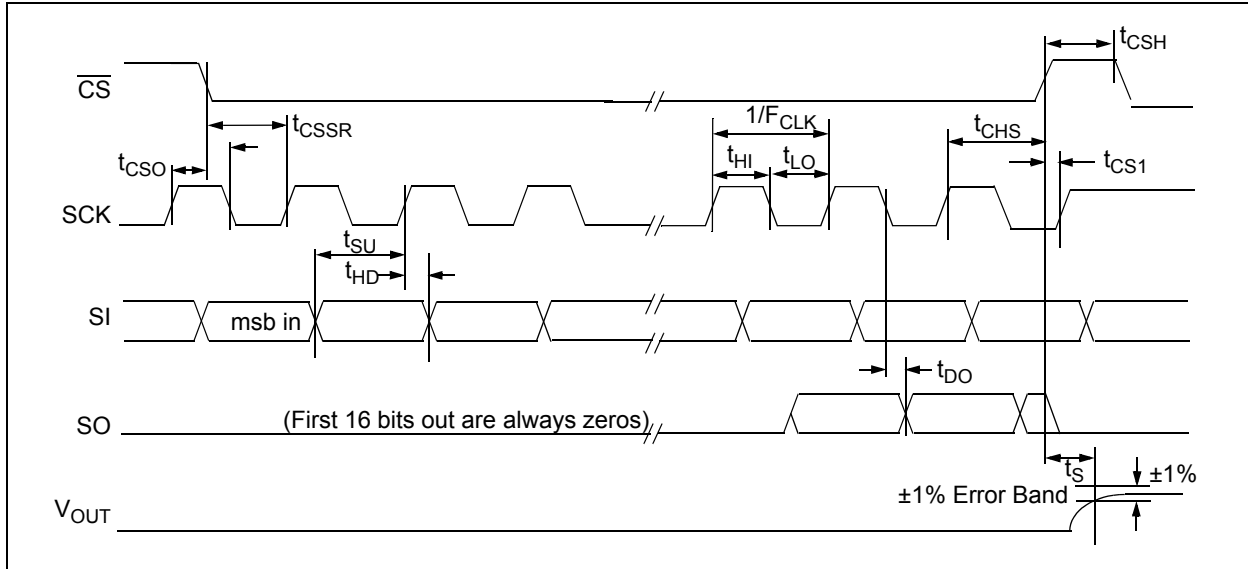 tCSH
CS
1/FCLK
tCSSR
tCHS
tCSO
tHI
tLO
tCS1
SCK
tSU
tHD
SI
msb in
tDO
SO
(First 16 bits out are always zeros)
tS
±1%
±1% Error Band
VOUT